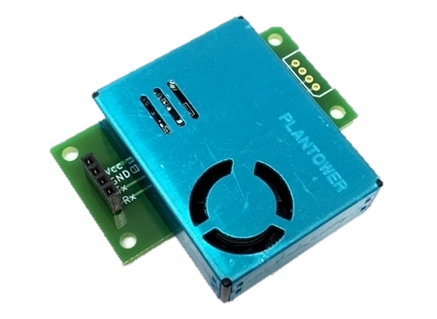 PLANTOWER
Vcc
GND
Tx
Rx